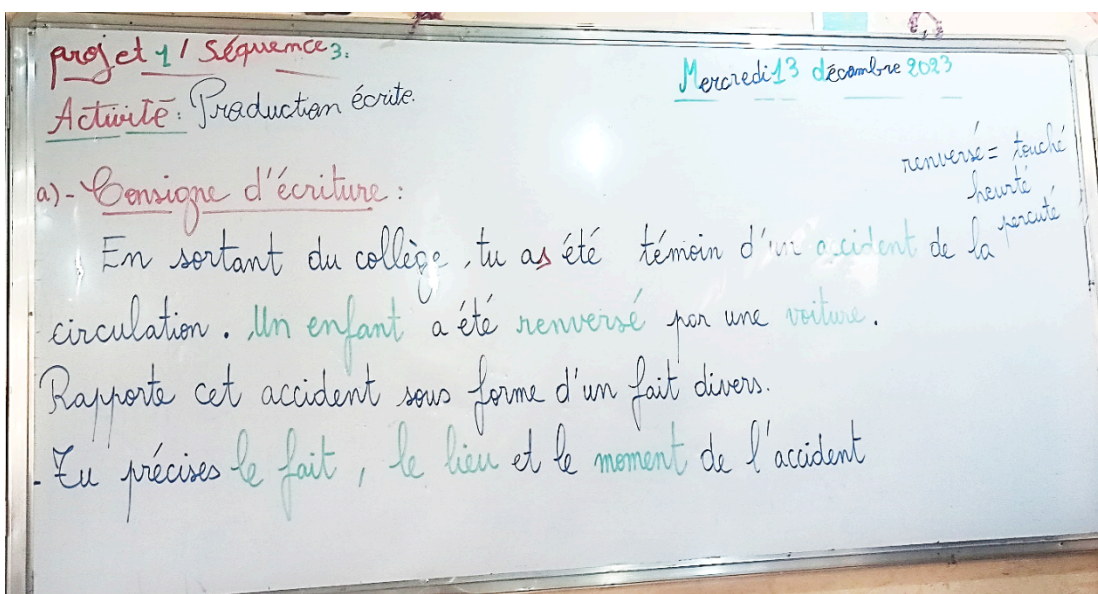 projet 1 / Séquence 3.
Mercredi 13 décembre 2023
Activité : Production écrite.
renversé = touché
heurté
percuté
a) - Consigne d'écriture :
En sortant du collège, tu as été témoin d'un accident de la
circulation. Un enfant a été renversé par une voiture.
Rapporte cet accident sous forme d'un fait divers.
- Tu précises le fait, le lieu et le moment de l'accident